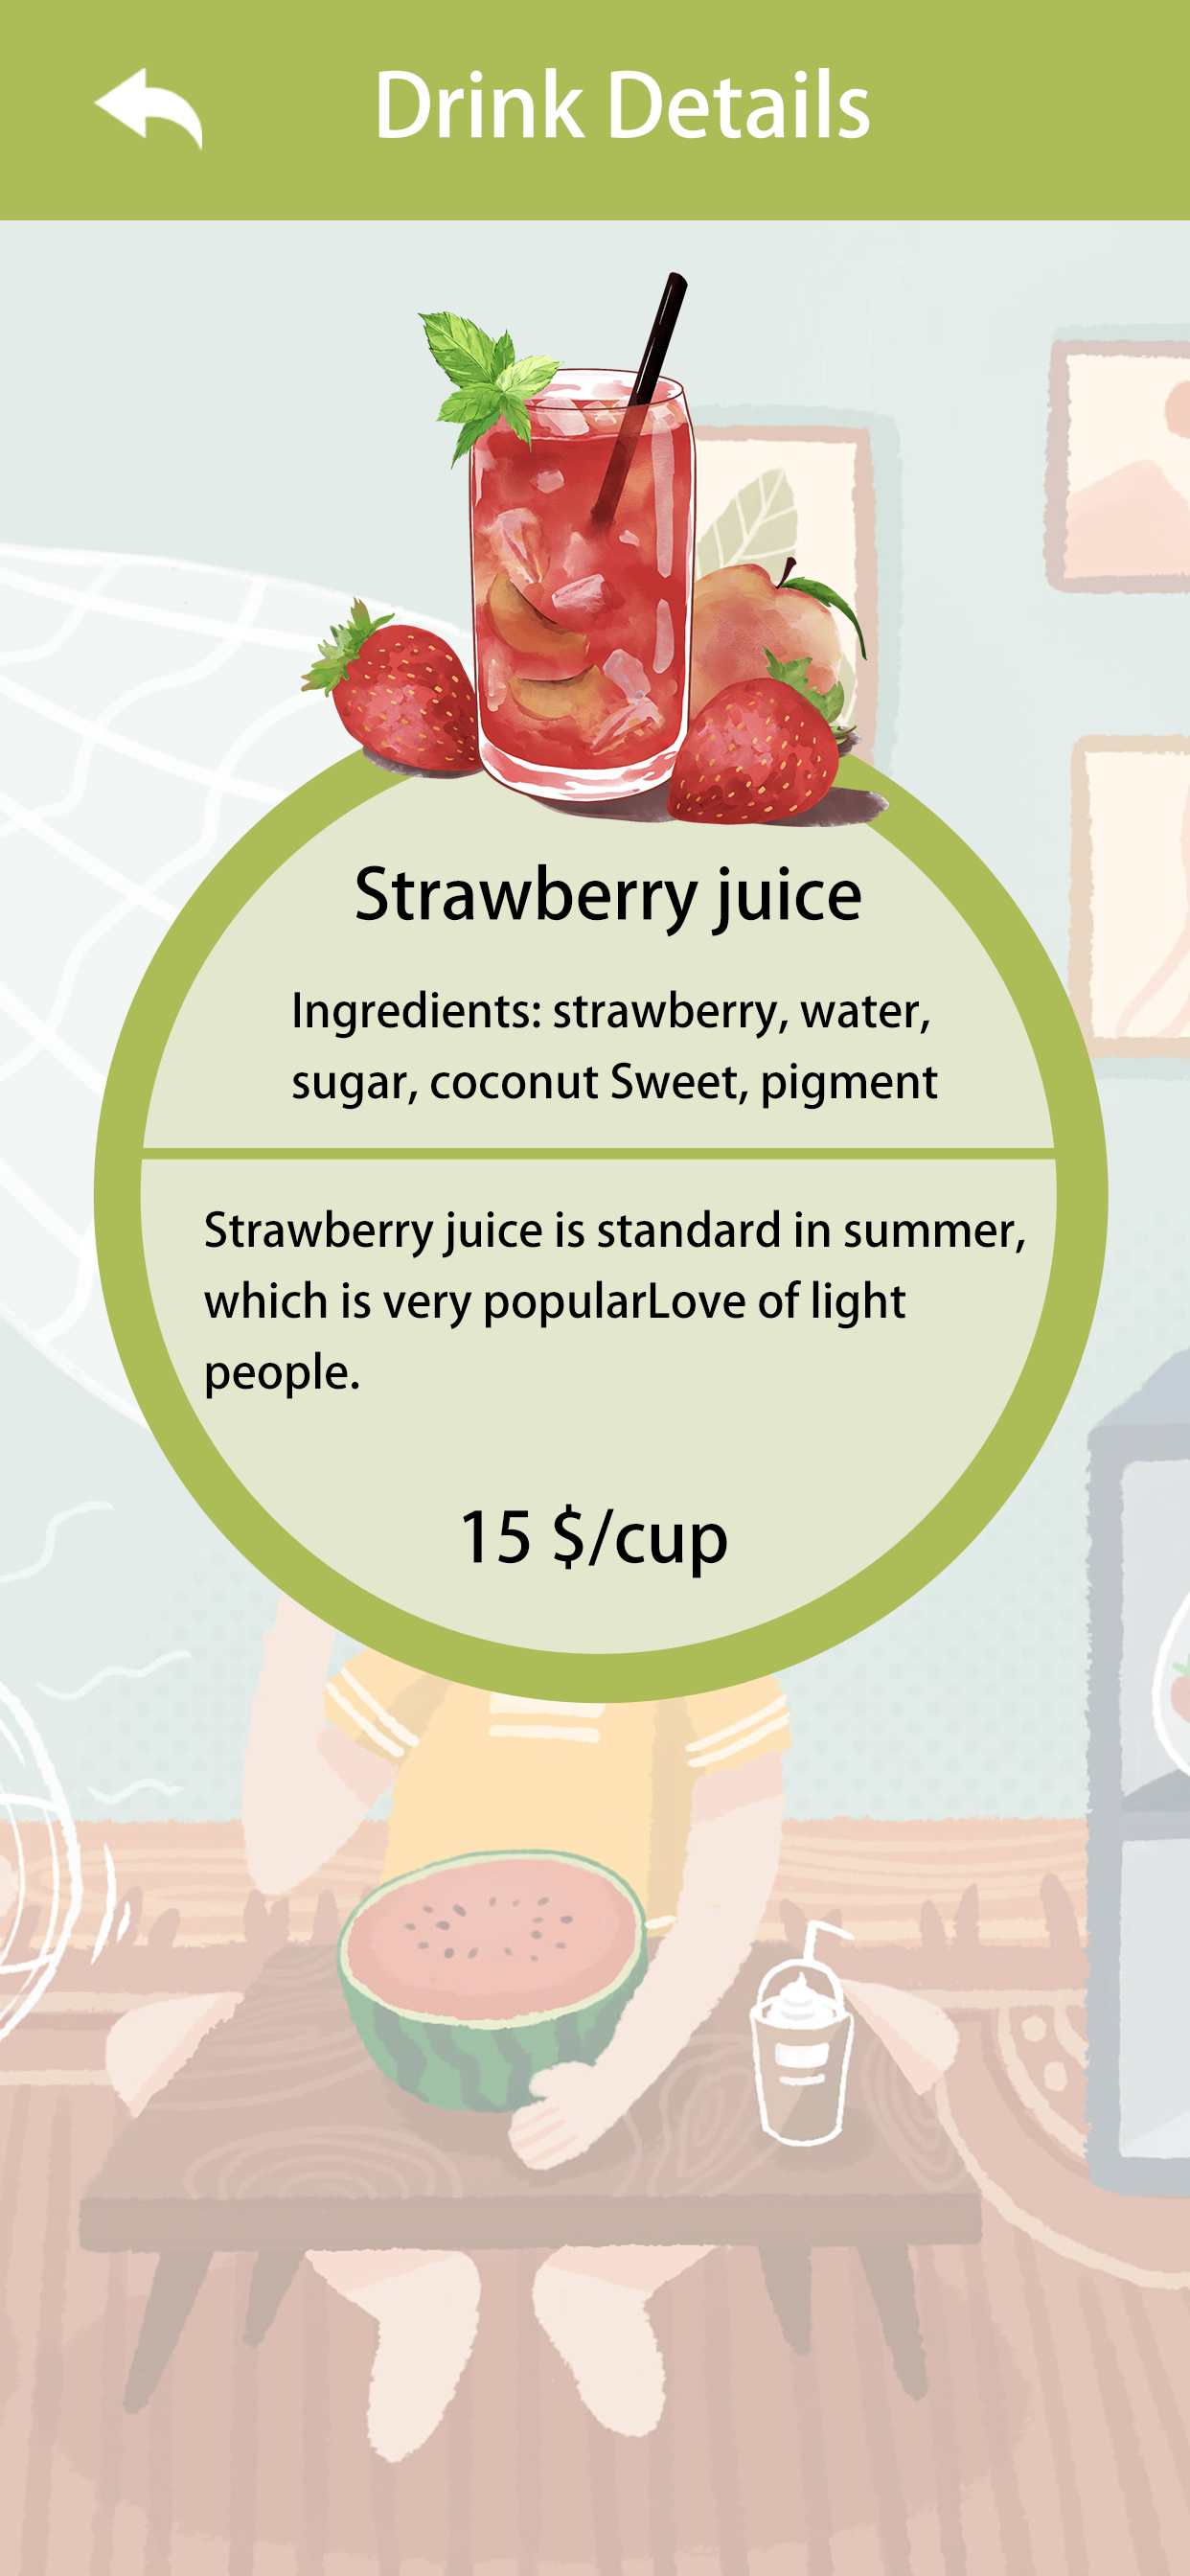 Drink Details
Strawberry juice
Ingredients: strawberry, water,
sugar, coconut Sweet, pigment
Strawberry juice is standard in summer,
which is very popularLove of light
people.
15 $/cup